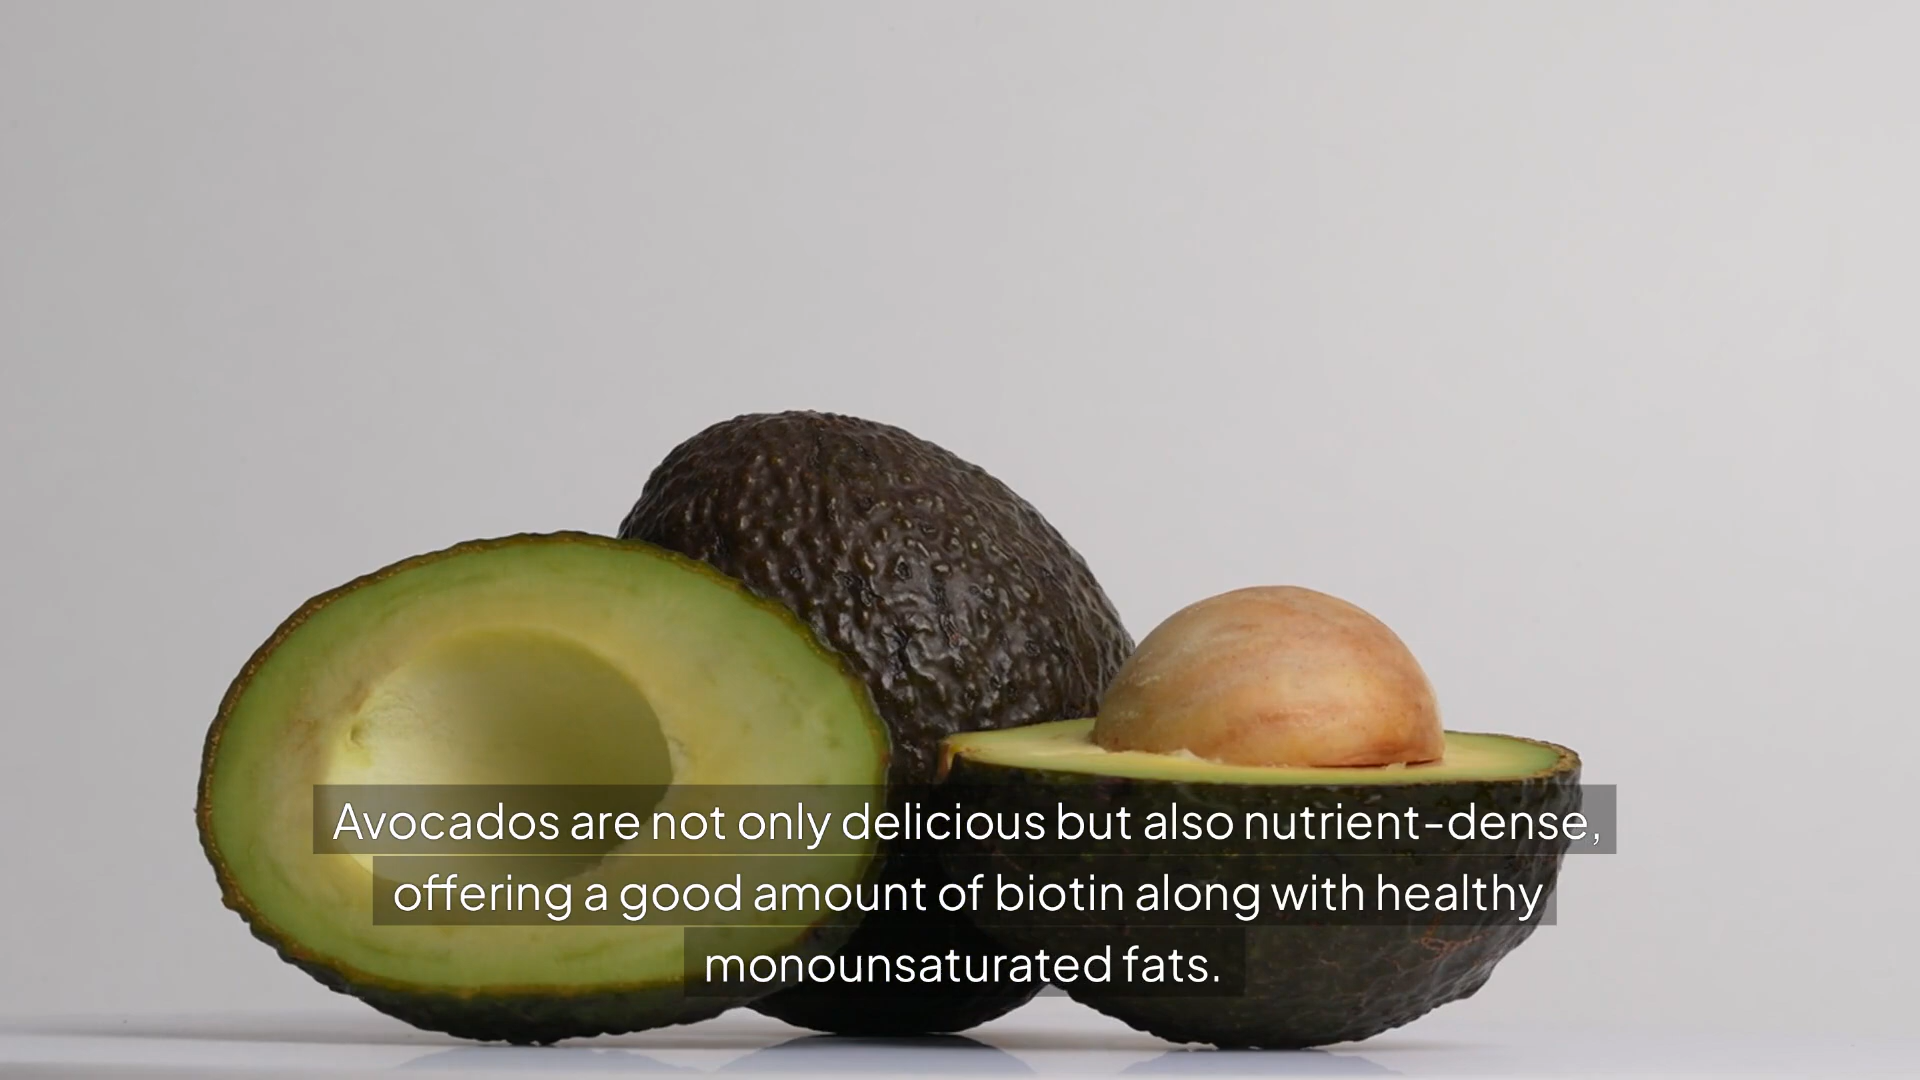 Avocados are not only delicious but also nutrient-dense,
offering a good amount of biotin along with healthy
monounsaturated fats.